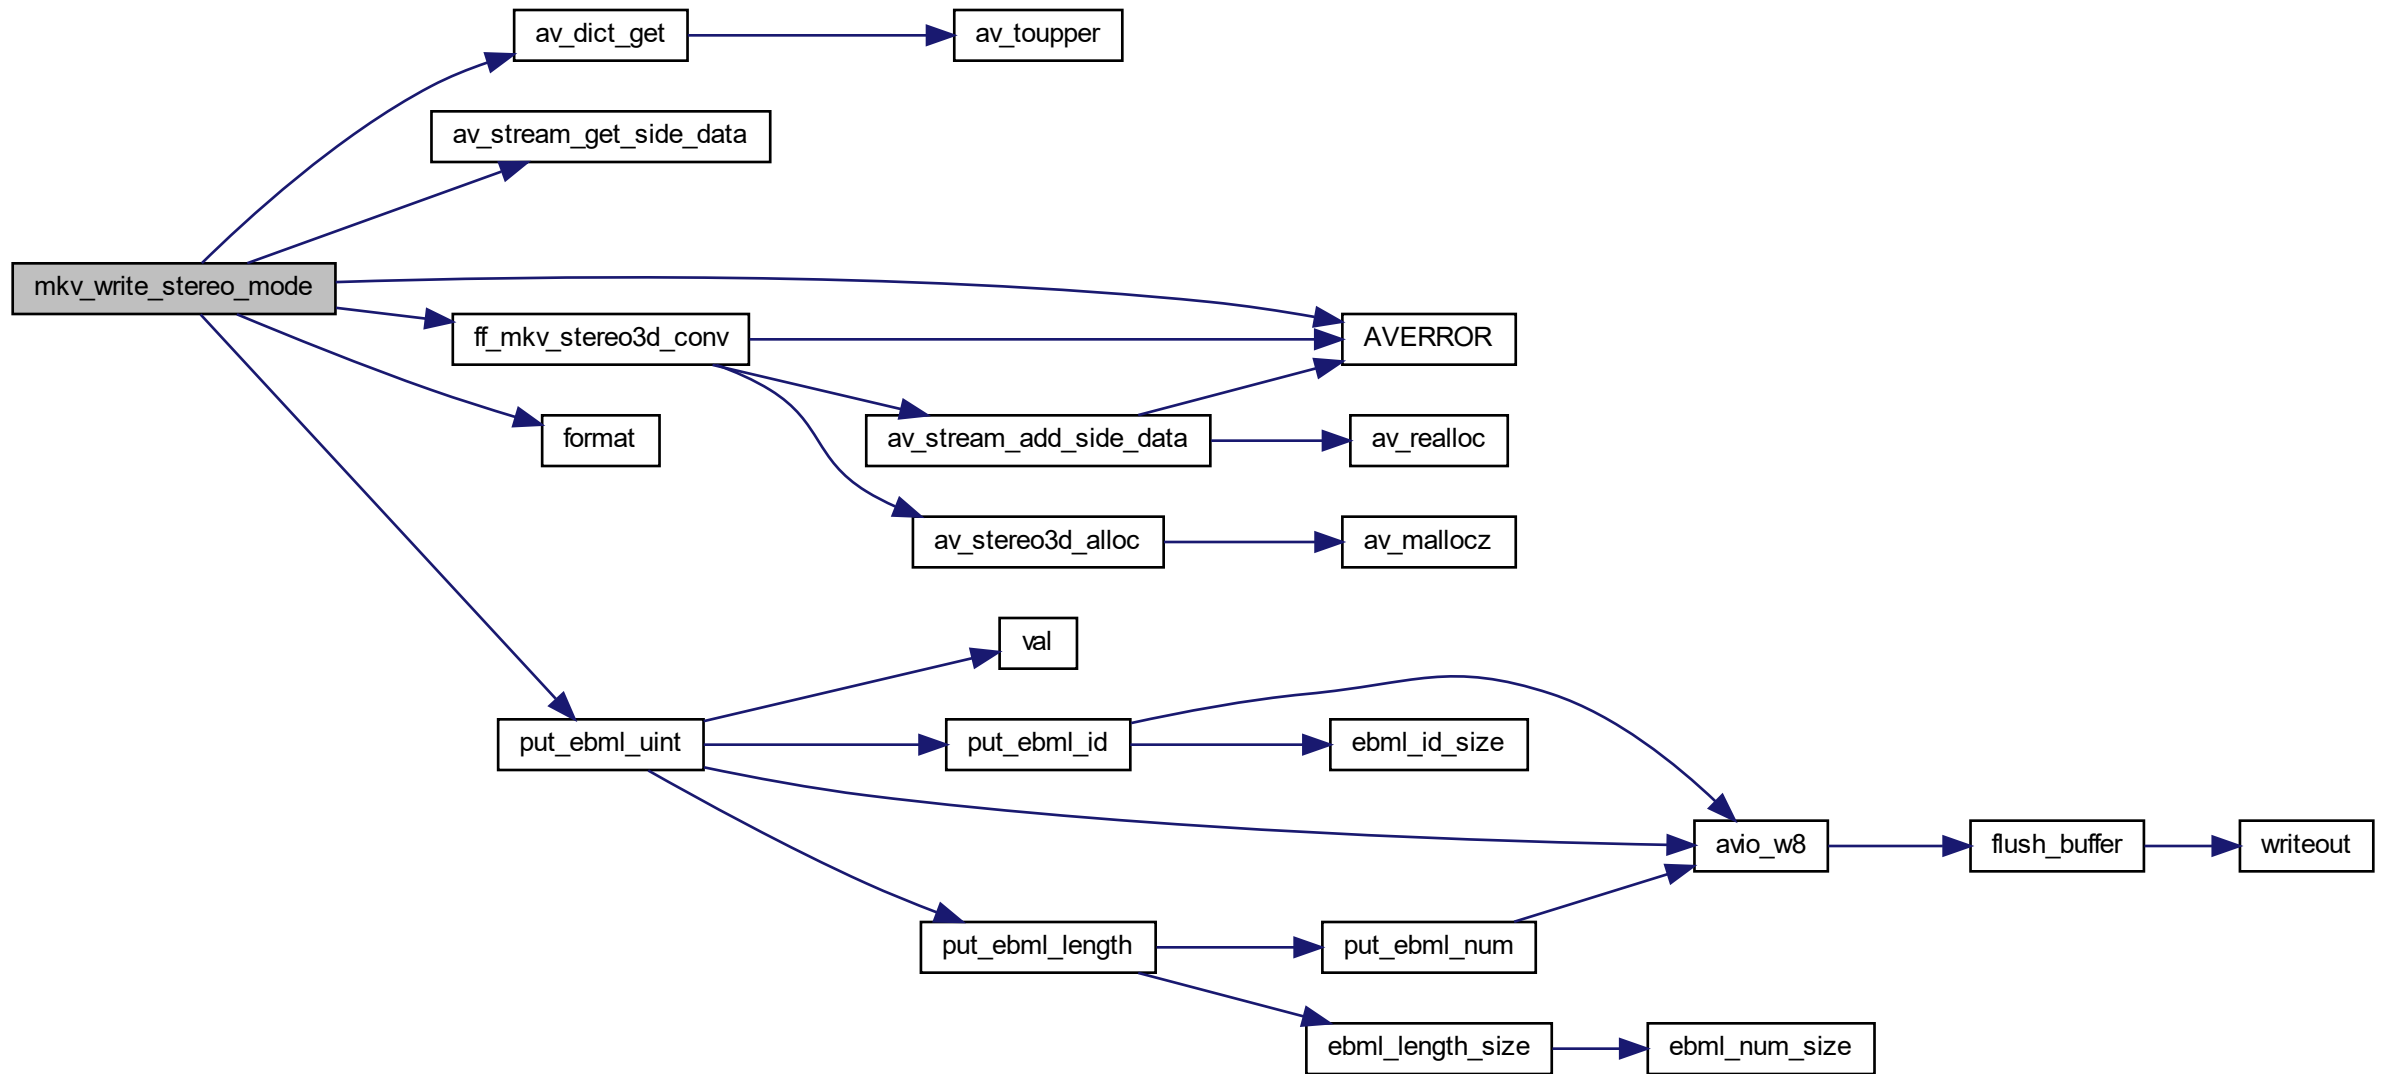 av_dict_get
av_toupper
av_stream_get_side_data
mkv_write_stereo_mode
ff_mkv_stereo3d_conv
AVERROR
format
av_stream_add_side_data
av_realloc
av_stereo3d_alloc
av_mallocz
val
put_ebml_uint
put_ebml_id
ebml_id_size
avio_w8
flush_buffer
writeout
put_ebml_length
put_ebml_num
ebml_length_size
ebml_num_size